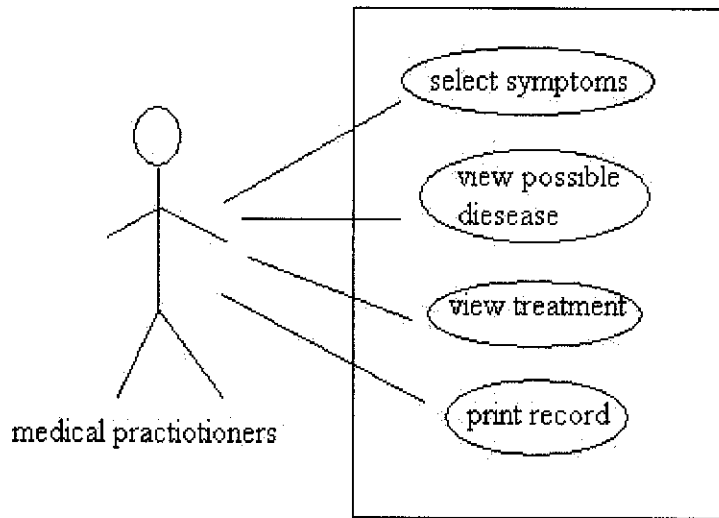 select symptoms
view possible
diesease
view treatment
print record
medical practiotioners